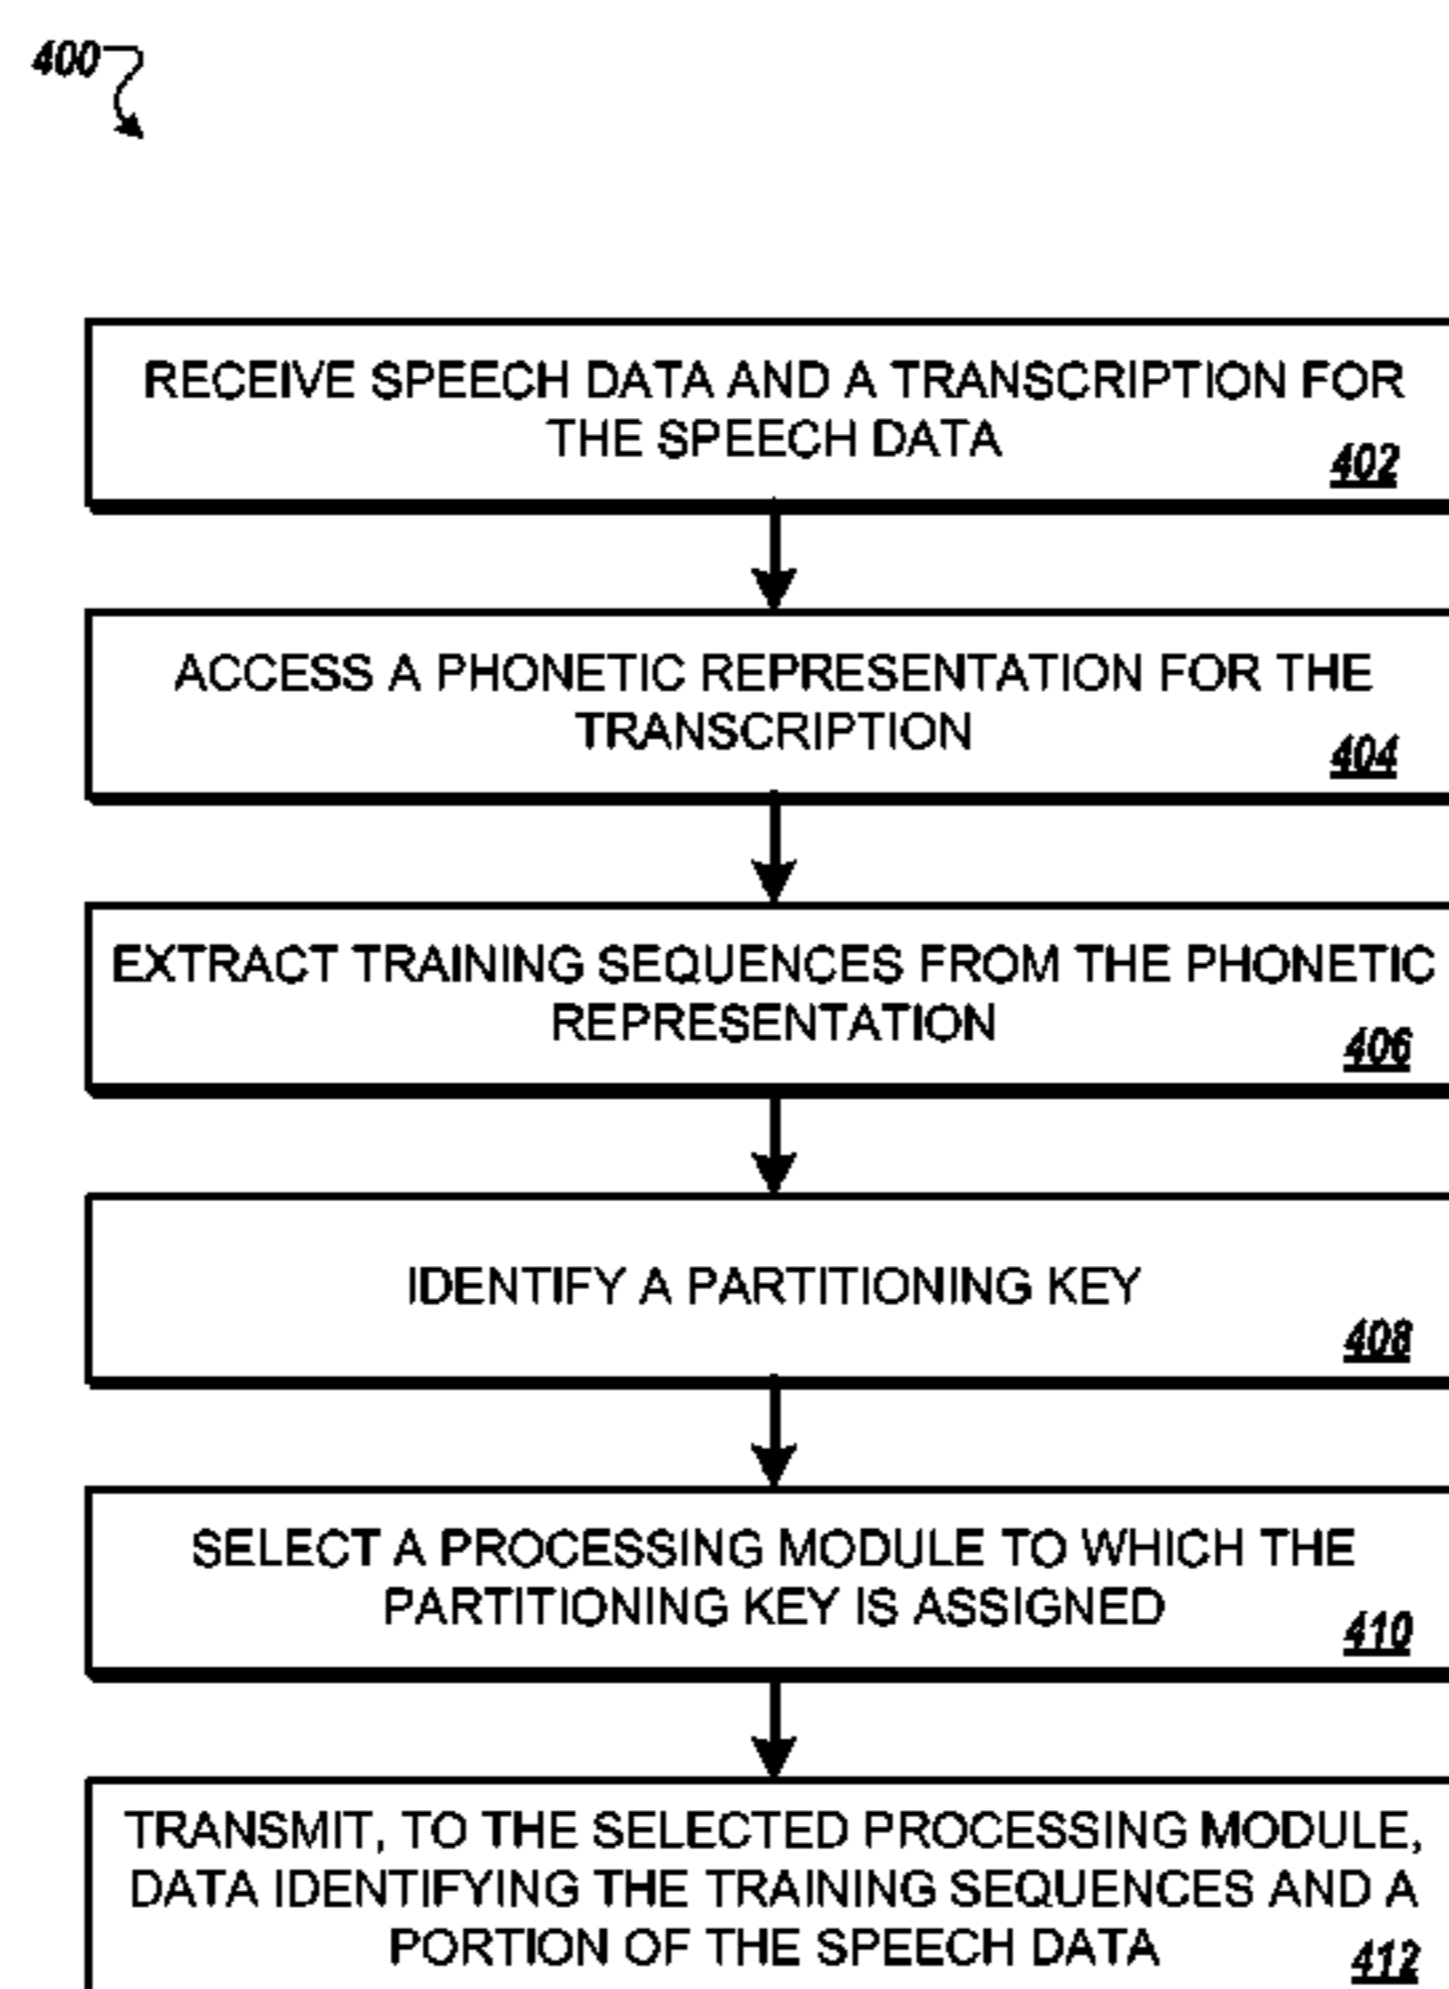 400
RECEIVE SPEECH DATA AND A TRANSCRIPTION FOR
THE SPEECH DATA
402
ACCESS A PHONETIC REPRESENTATION FOR THE
TRANSCRIPTION
404
EXTRACT TRAINING SEQUENCES FROM THE PHONETIC
REPRESENTATION
406
IDENTIFY A PARTITIONING KEY
408
SELECT A PROCESSING MODULE TO WHICH THE
PARTITIONING KEY IS ASSIGNED
410
TRANSMIT, TO THE SELECTED PROCESSING MODULE,
DATA IDENTIFYING THE TRAINING SEQUENCES AND A
PORTION OF THE SPEECH DATA
412